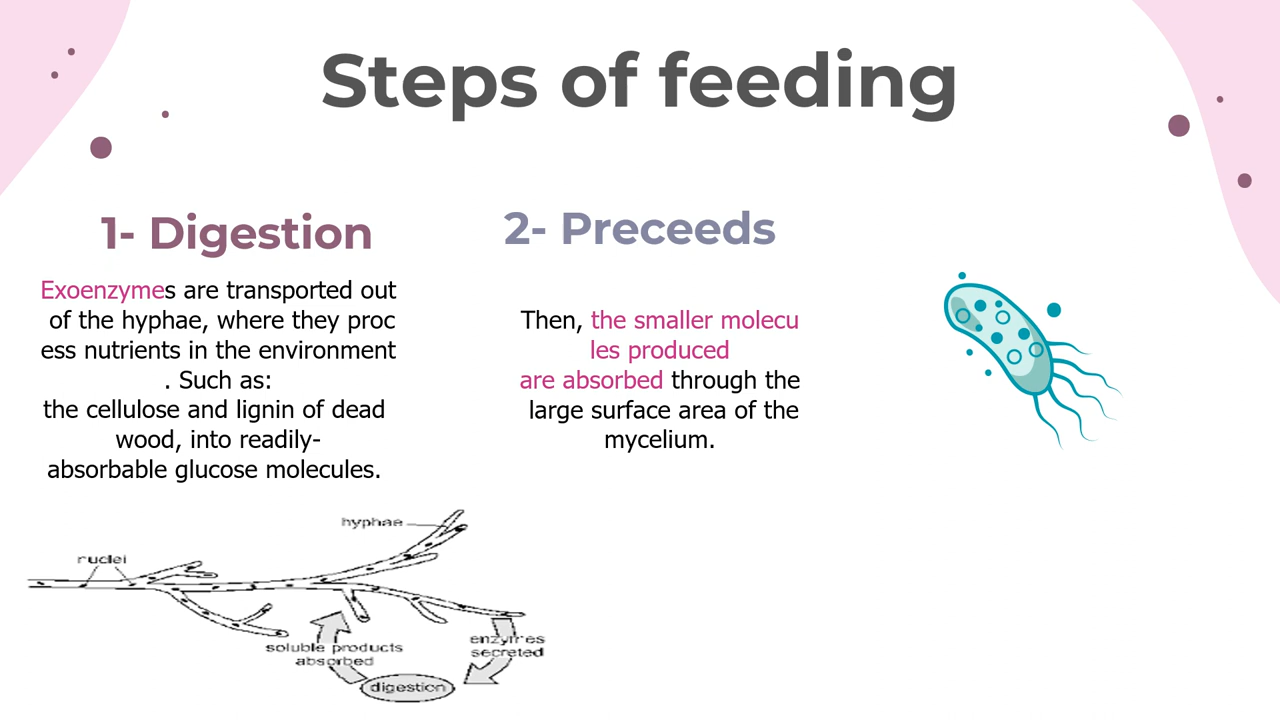 Steps of feeding
1- Digestion
Exoenzymes are transported out
of the hyphae, where they proc
ess nutrients in the environment
. Such as:
the cellulose and lignin of dead
wood, into readily-
absorbable glucose molecules.
2- Preceeds
Then, the smaller molecu
les produced
are absorbed through the
large surface area of the
mycelium.
hyphae
nuclei
soluble products
absorbed
enzymes
secreted
digestion